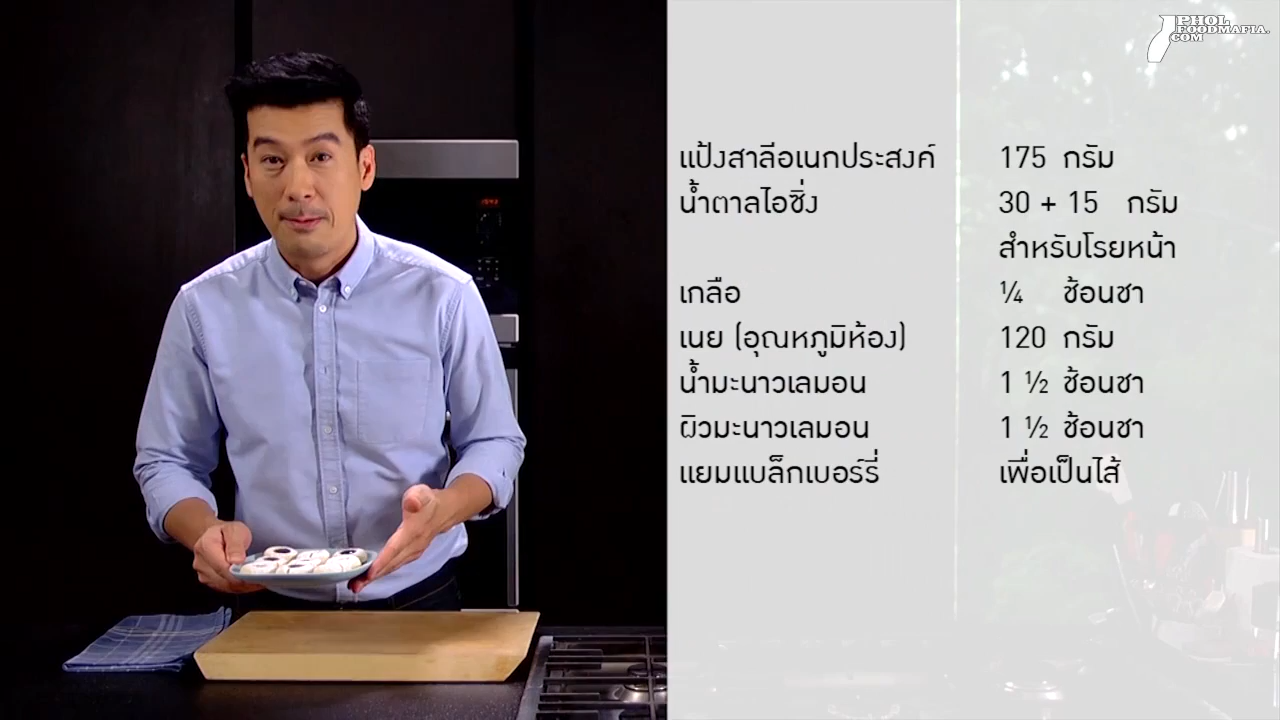 PHOL
FOODMAFIA.
COM
แป้งสาลีอเนกประสงค์ 175 กรัม
น้ำตาลไอซิ่ง 30 + 15 กรัม
สำหรับโรยหน้า
เกลือ ¼ ช้อนชา
เนย (อุณหภูมิห้อง) 120 กรัม
น้ำมะนาวเลมอน 1 ½ ช้อนชา
ผิวมะนาวเลมอน 1 ½ ช้อนชา
แยมแบล็กเบอร์รี่ เพื่อเป็นไส้